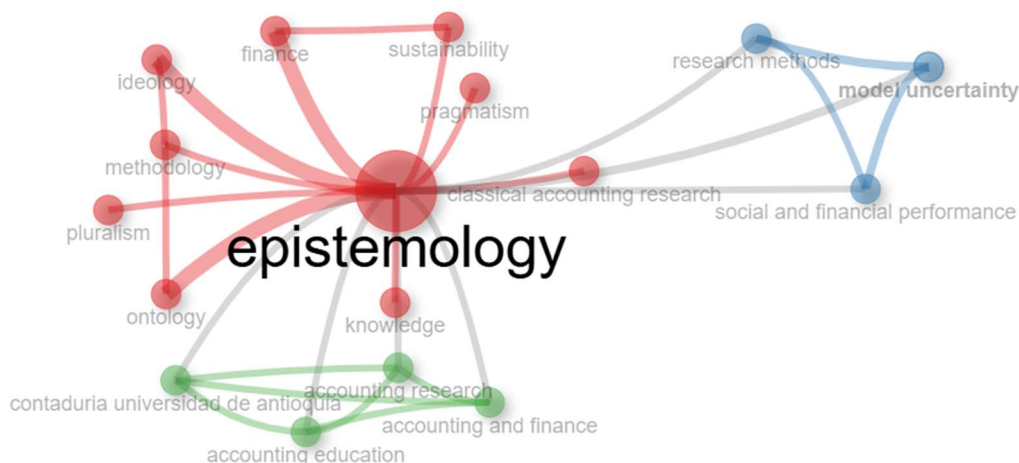 finance
sustainability
research methods
ideology
model uncertainty
pragmatism
methodology
classical accounting research
social and financial performance
pluralism
epistemology
ontology
knowledge
accounting research
contaduria universidad de antioquia
accounting and finance
accounting education